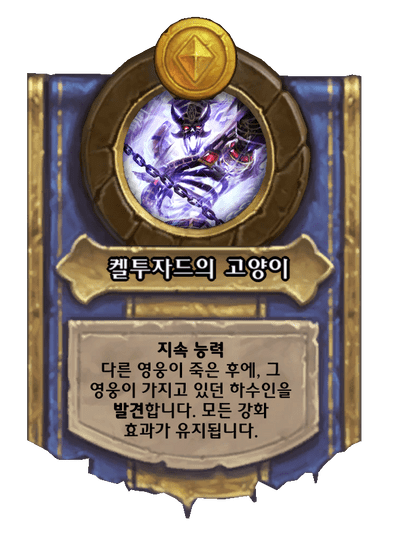 켈투자드의 고양이
지속 능력
다른 영웅이 죽은 후에, 그
영웅이 가지고 있던 하수인을
발견합니다. 모든 강화
효과가 유지됩니다.